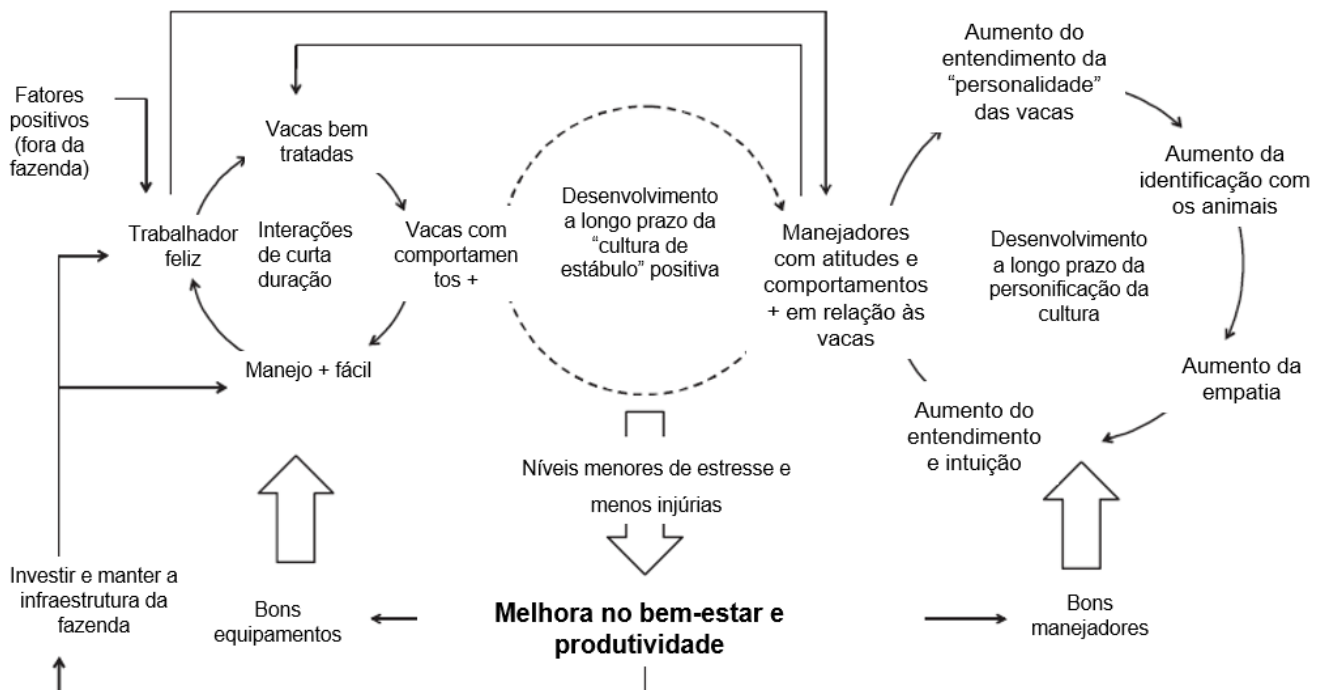 Fatores
positivos
(fora da
fazenda)
Vacas bem
tratadas
Trabalhador
feliz
Interações
de curta
duração
Vacas com
comportamen
tos +
Manejo + fácil
Desenvolvimento
a longo prazo da
“cultura de
estábulo” positiva
Manejadores
com atitudes e
comportamentos
+ em relação às
vacas
Aumento do
entendimento da
“personalidade”
das vacas
Aumento da
identificação com
os animais
Desenvolvimento
a longo prazo da
personificação da
cultura
Aumento da
empatia
Aumento do
entendimento
e intuição
Níveis menores de estresse e
menos injúrias
Investir e manter a
infraestrutura da
fazenda
Bons
equipamentos
Melhora no bem-estar e
produtividade
Bons
manejadores